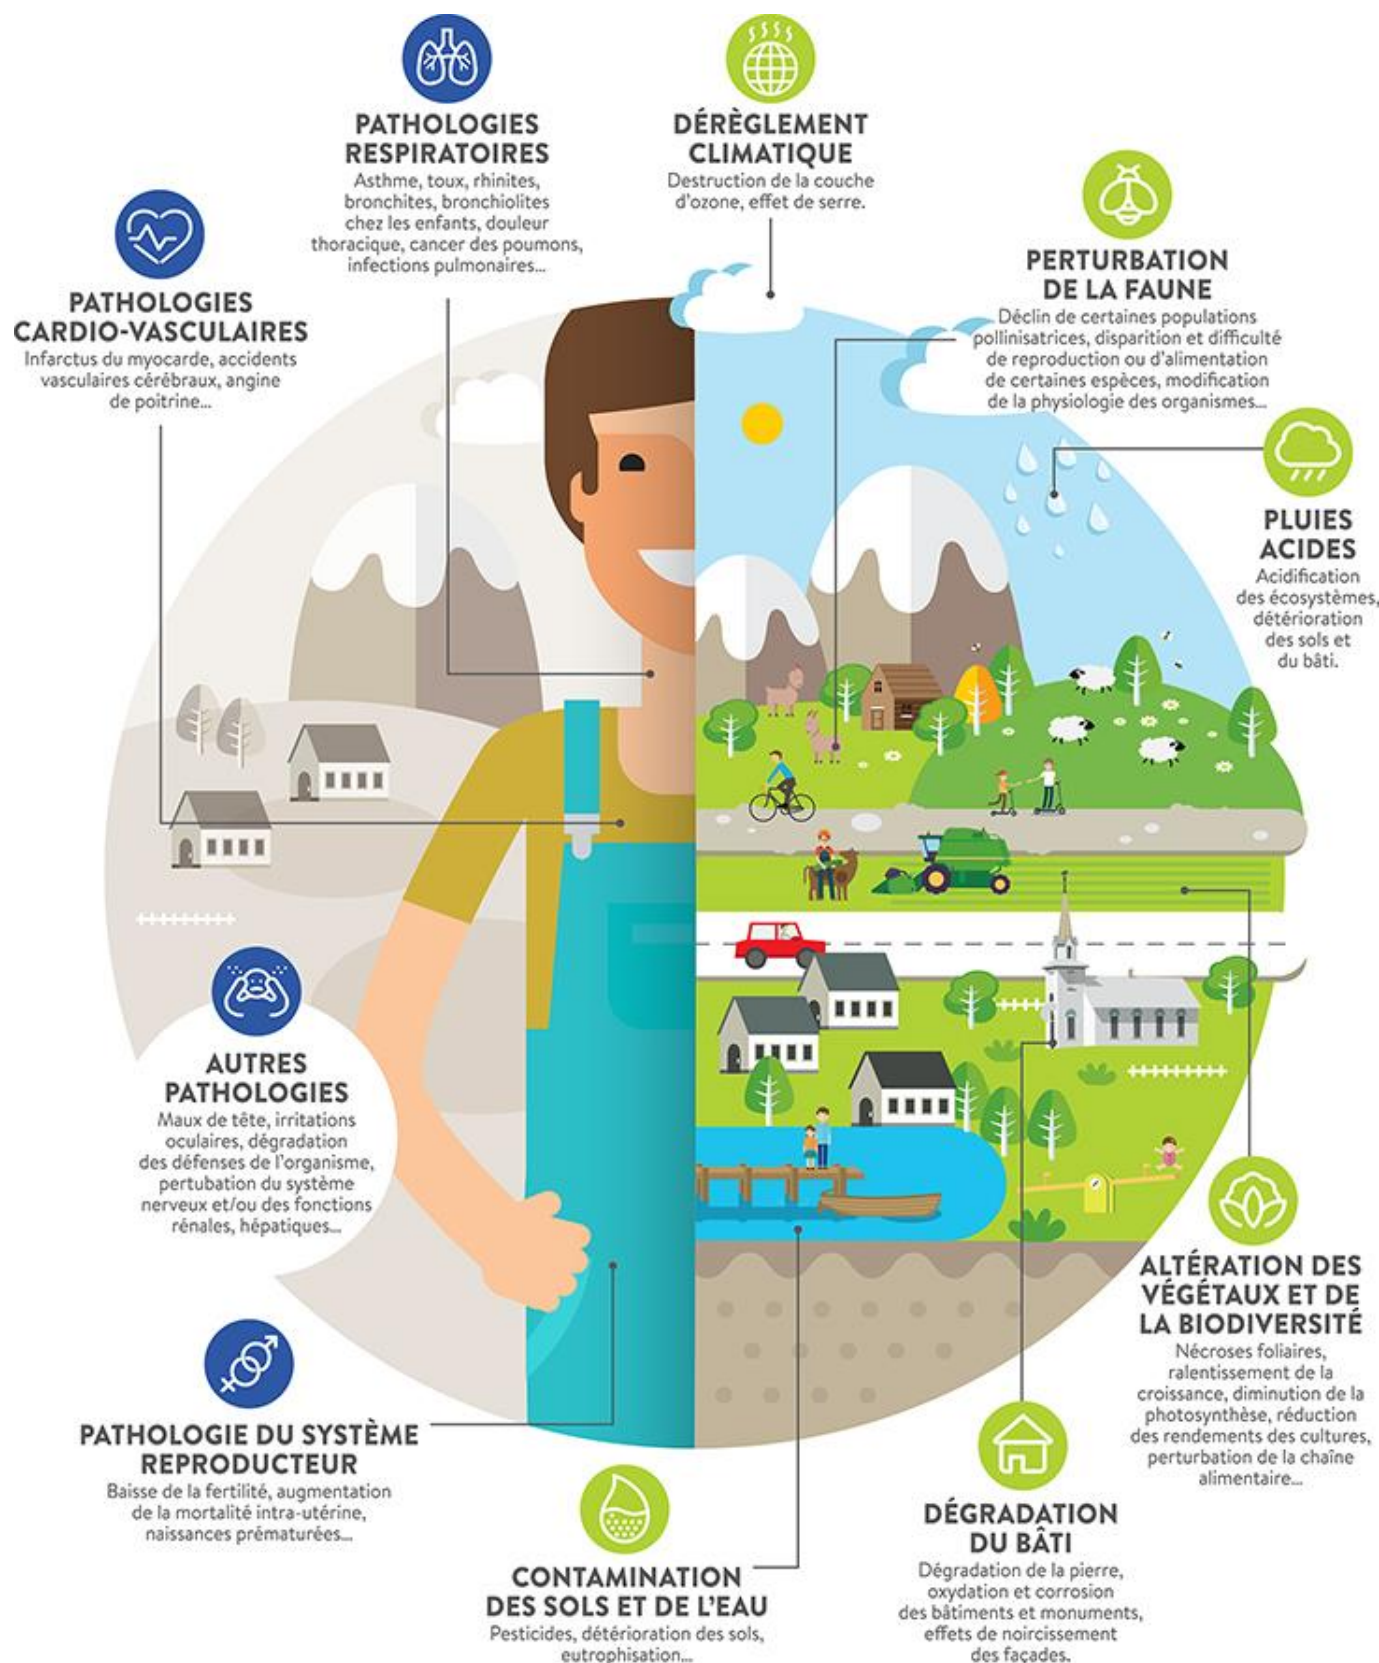 PATHOLOGIES
RESPIRATOIRES
Asthme, toux, rhinites,
bronchites, bronchiolites
chez les enfants, douleur
thoracique, cancer des poumons,
infections pulmonaires...
DÉRÈGLEMENT
CLIMATIQUE
Destruction de la couche
d'ozone, effet de serre.
PATHOLOGIES
CARDIO-VASCULAIRES
Infarctus du myocarde, accidents
vasculaires cérébraux, angine
de poitrine...
PERTURBATION
DE LA FAUNE
Déclin de certaines populations
pollinisatrices, disparition et difficulté
de reproduction ou d'alimentation
de certaines espèces, modification
de la physiologie des organismes...
PLUIES
ACIDES
Acidification
des écosystèmes,
détérioration
des sols et
du bâti.
AUTRES
PATHOLOGIES
Maux de tête, irritations
oculaires, dégradation
des défenses de l'organisme,
pertubation du système
nerveux et/ou des fonctions
rénales, hépatiques...
ALTÉRATION DES
VÉGÉTAUX ET DE
LA BIODIVERSITÉ
Nécroses foliaires,
ralentissement de la
croissance, diminution de la
photosynthèse, réduction
des rendements des cultures,
perturbation de la chaîne
alimentaire...
PATHOLOGIE DU SYSTÈME
REPRODUCTEUR
Baisse de la fertilité, augmentation
de la mortalité intra-utérine,
naissances prématurées...
DÉGRADATION
DU BÂTI
Dégradation de la pierre,
oxydation et corrosion
des bâtiments et monuments,
effets de noircissement
des façades.
CONTAMINATION
DES SOLS ET DE L'EAU
Pesticides, détérioration des sols,
eutrophisation...